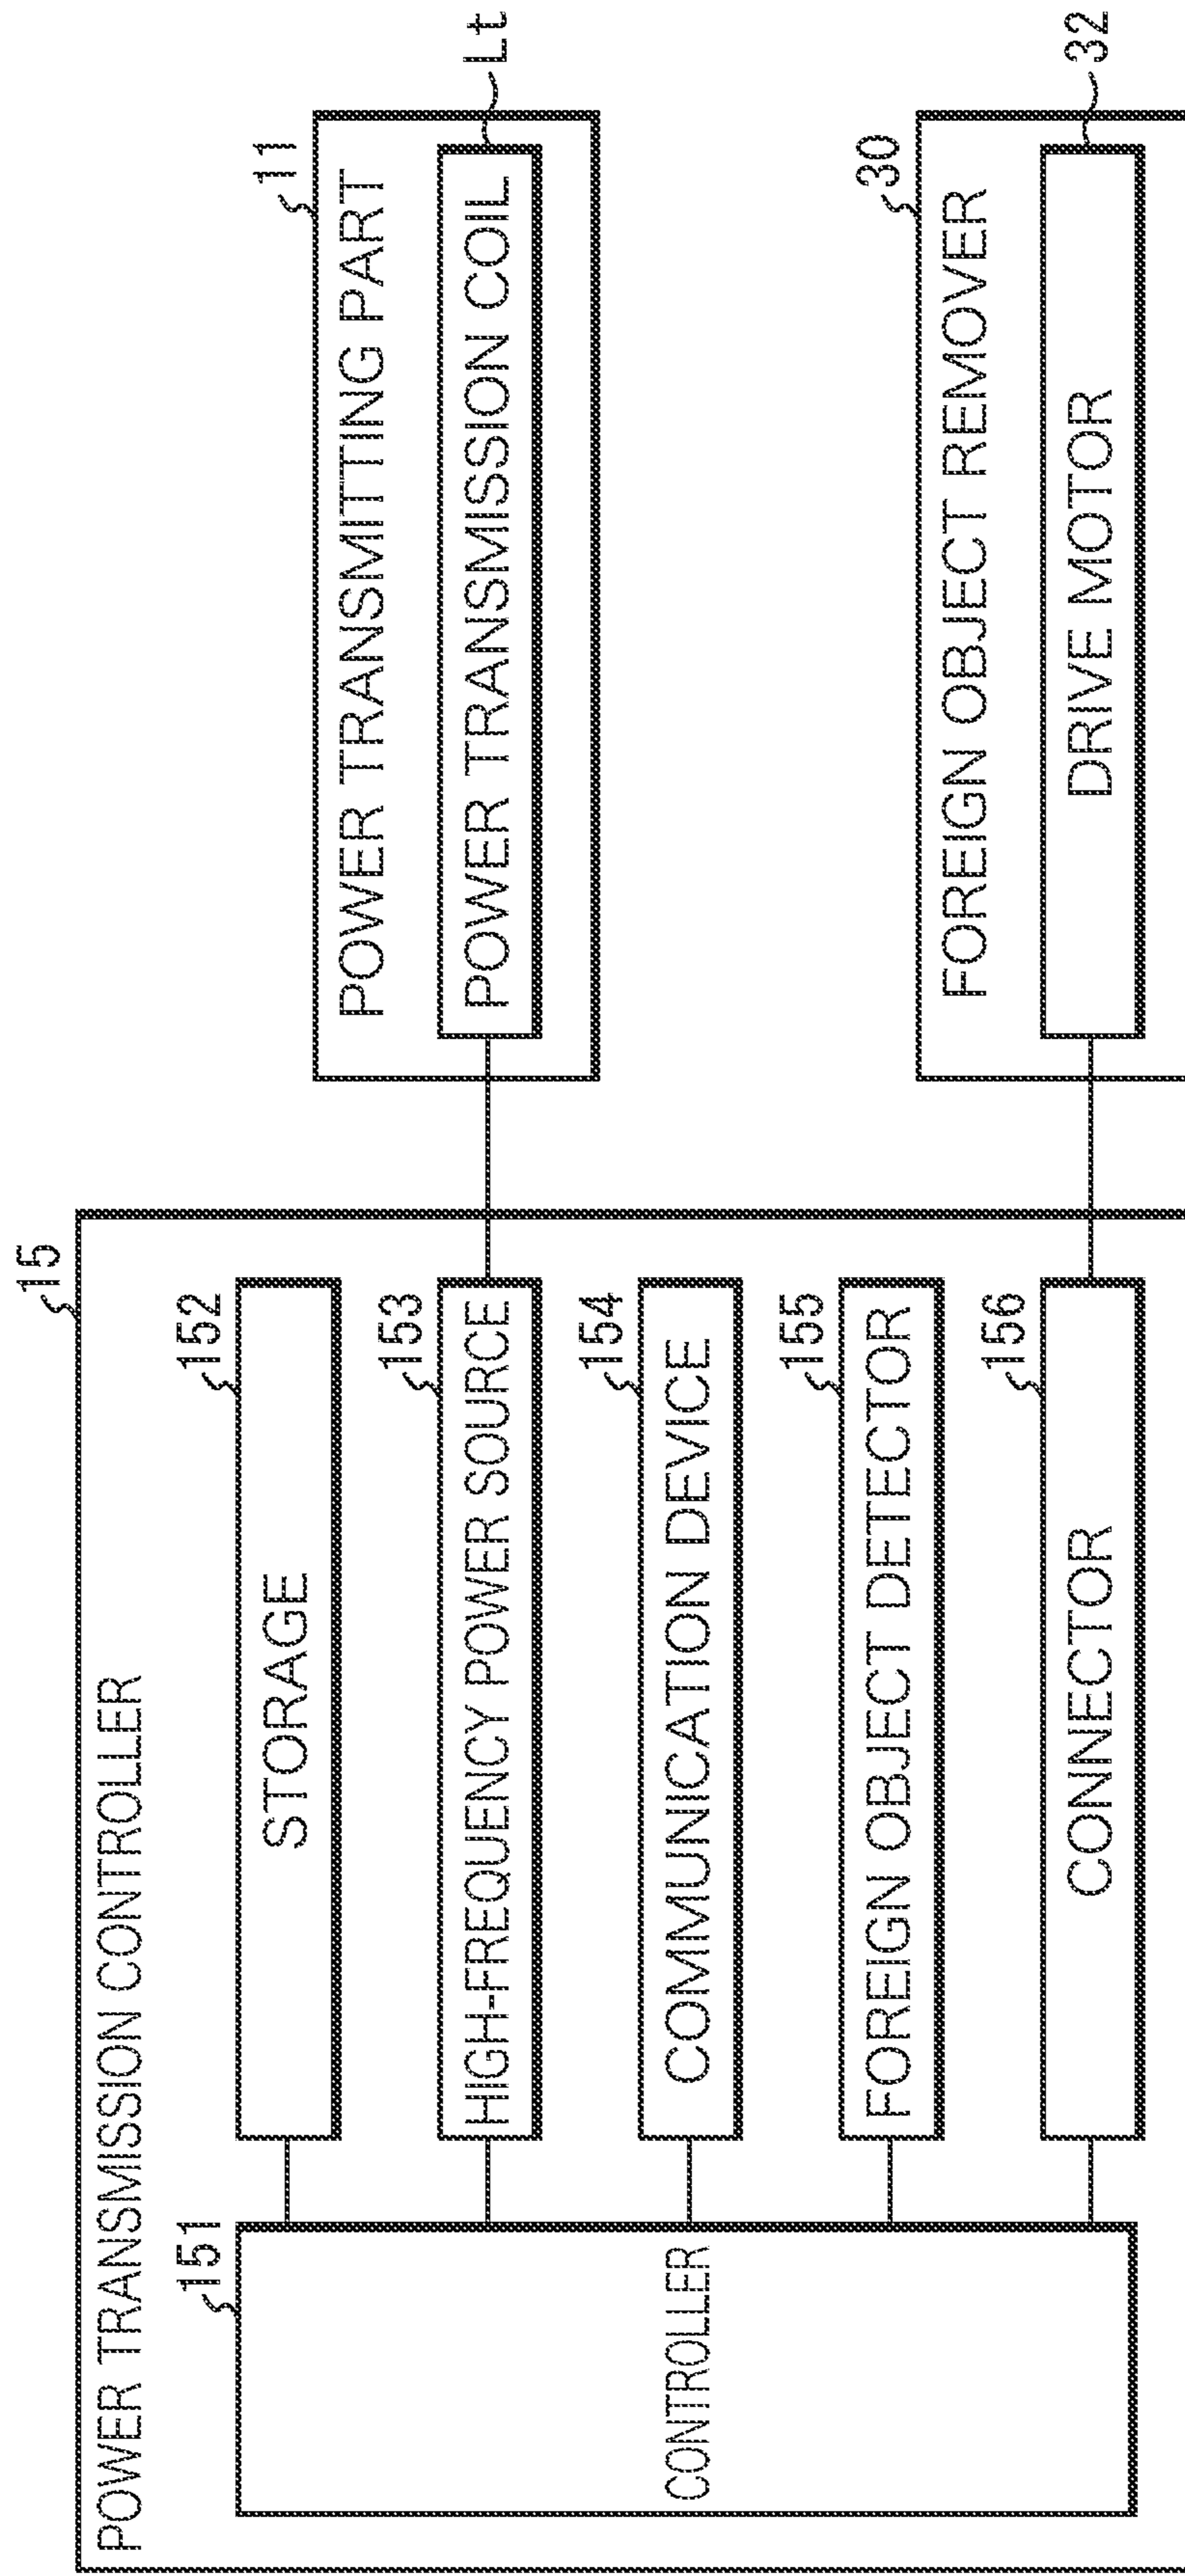 15
POWER TRANSMISSION CONTROLLER
151
CONTROLLER
152
STORAGE
153
HIGH-FREQUENCY POWER SOURCE
154
COMMUNICATION DEVICE
155
FOREIGN OBJECT DETECTOR
156
CONNECTOR
11
POWER TRANSMITTING PART
POWER TRANSMISSION COIL
Lt
30
FOREIGN OBJECT REMOVER
DRIVE MOTOR
32